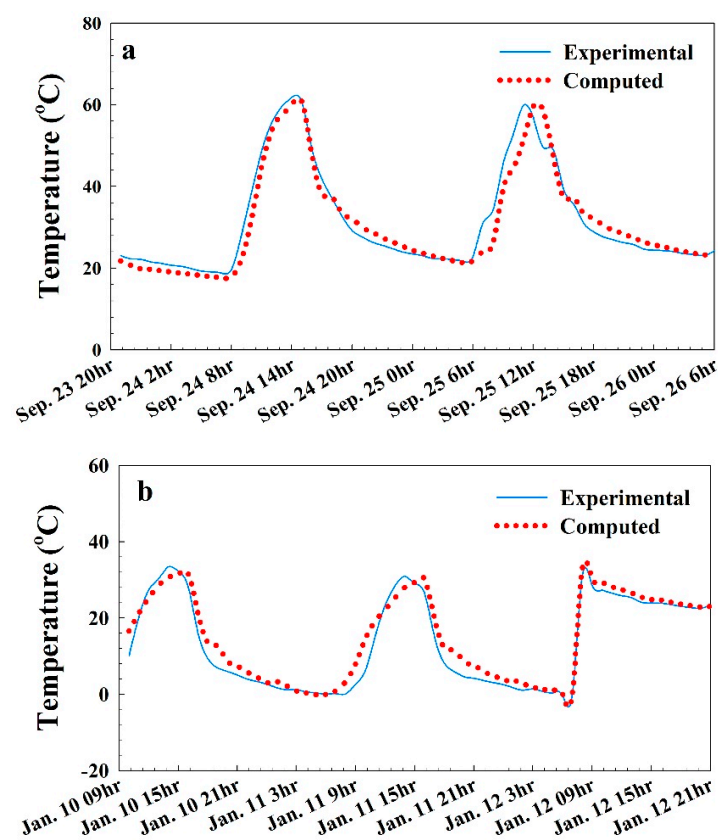 80
a
Experimental
Computed
60
40
20
0
Temperature (°C)
Sep. 23 20hr
Sep. 24 2hr
Sep. 24 8hr
Sep. 24 14hr
Sep. 24 20hr
Sep. 25 0hr
Sep. 25 6hr
Sep. 25 12hr
Sep. 25 18hr
Sep. 26 0hr
Sep. 26 6hr
60
b
Experimental
Computed
40
20
0
-20
Temperature (°C)
Jan. 10 09hr
Jan. 10 15hr
Jan. 10 21hr
Jan. 11 3hr
Jan. 11 9hr
Jan. 11 15hr
Jan. 11 21hr
Jan. 12 3hr
Jan. 12 09hr
Jan. 12 15hr
Jan. 12 21hr